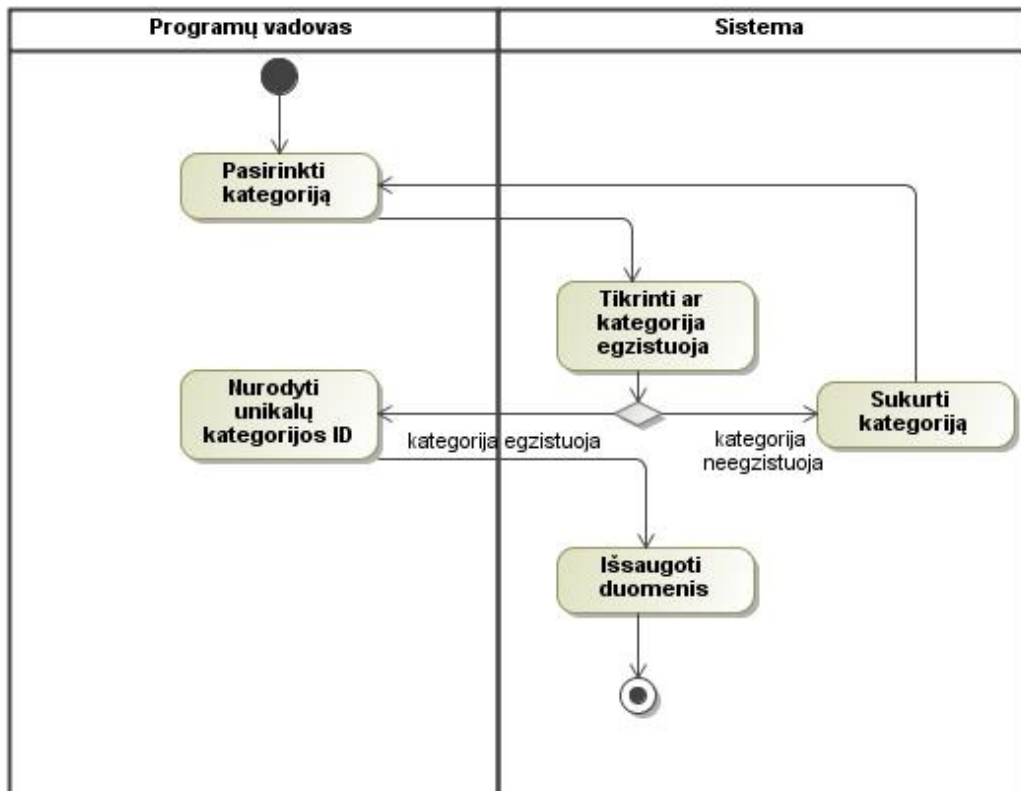 Programų vadovas
Sistema
Pasirinkti
kategoriją
Tikrinti ar
kategorija
egzistuoja
Nurodyti
unikalų
kategorijos ID
Sukurti
kategoriją
kategorija egzistuoja
kategorija
neegzistuoja
Išsaugoti
duomenis